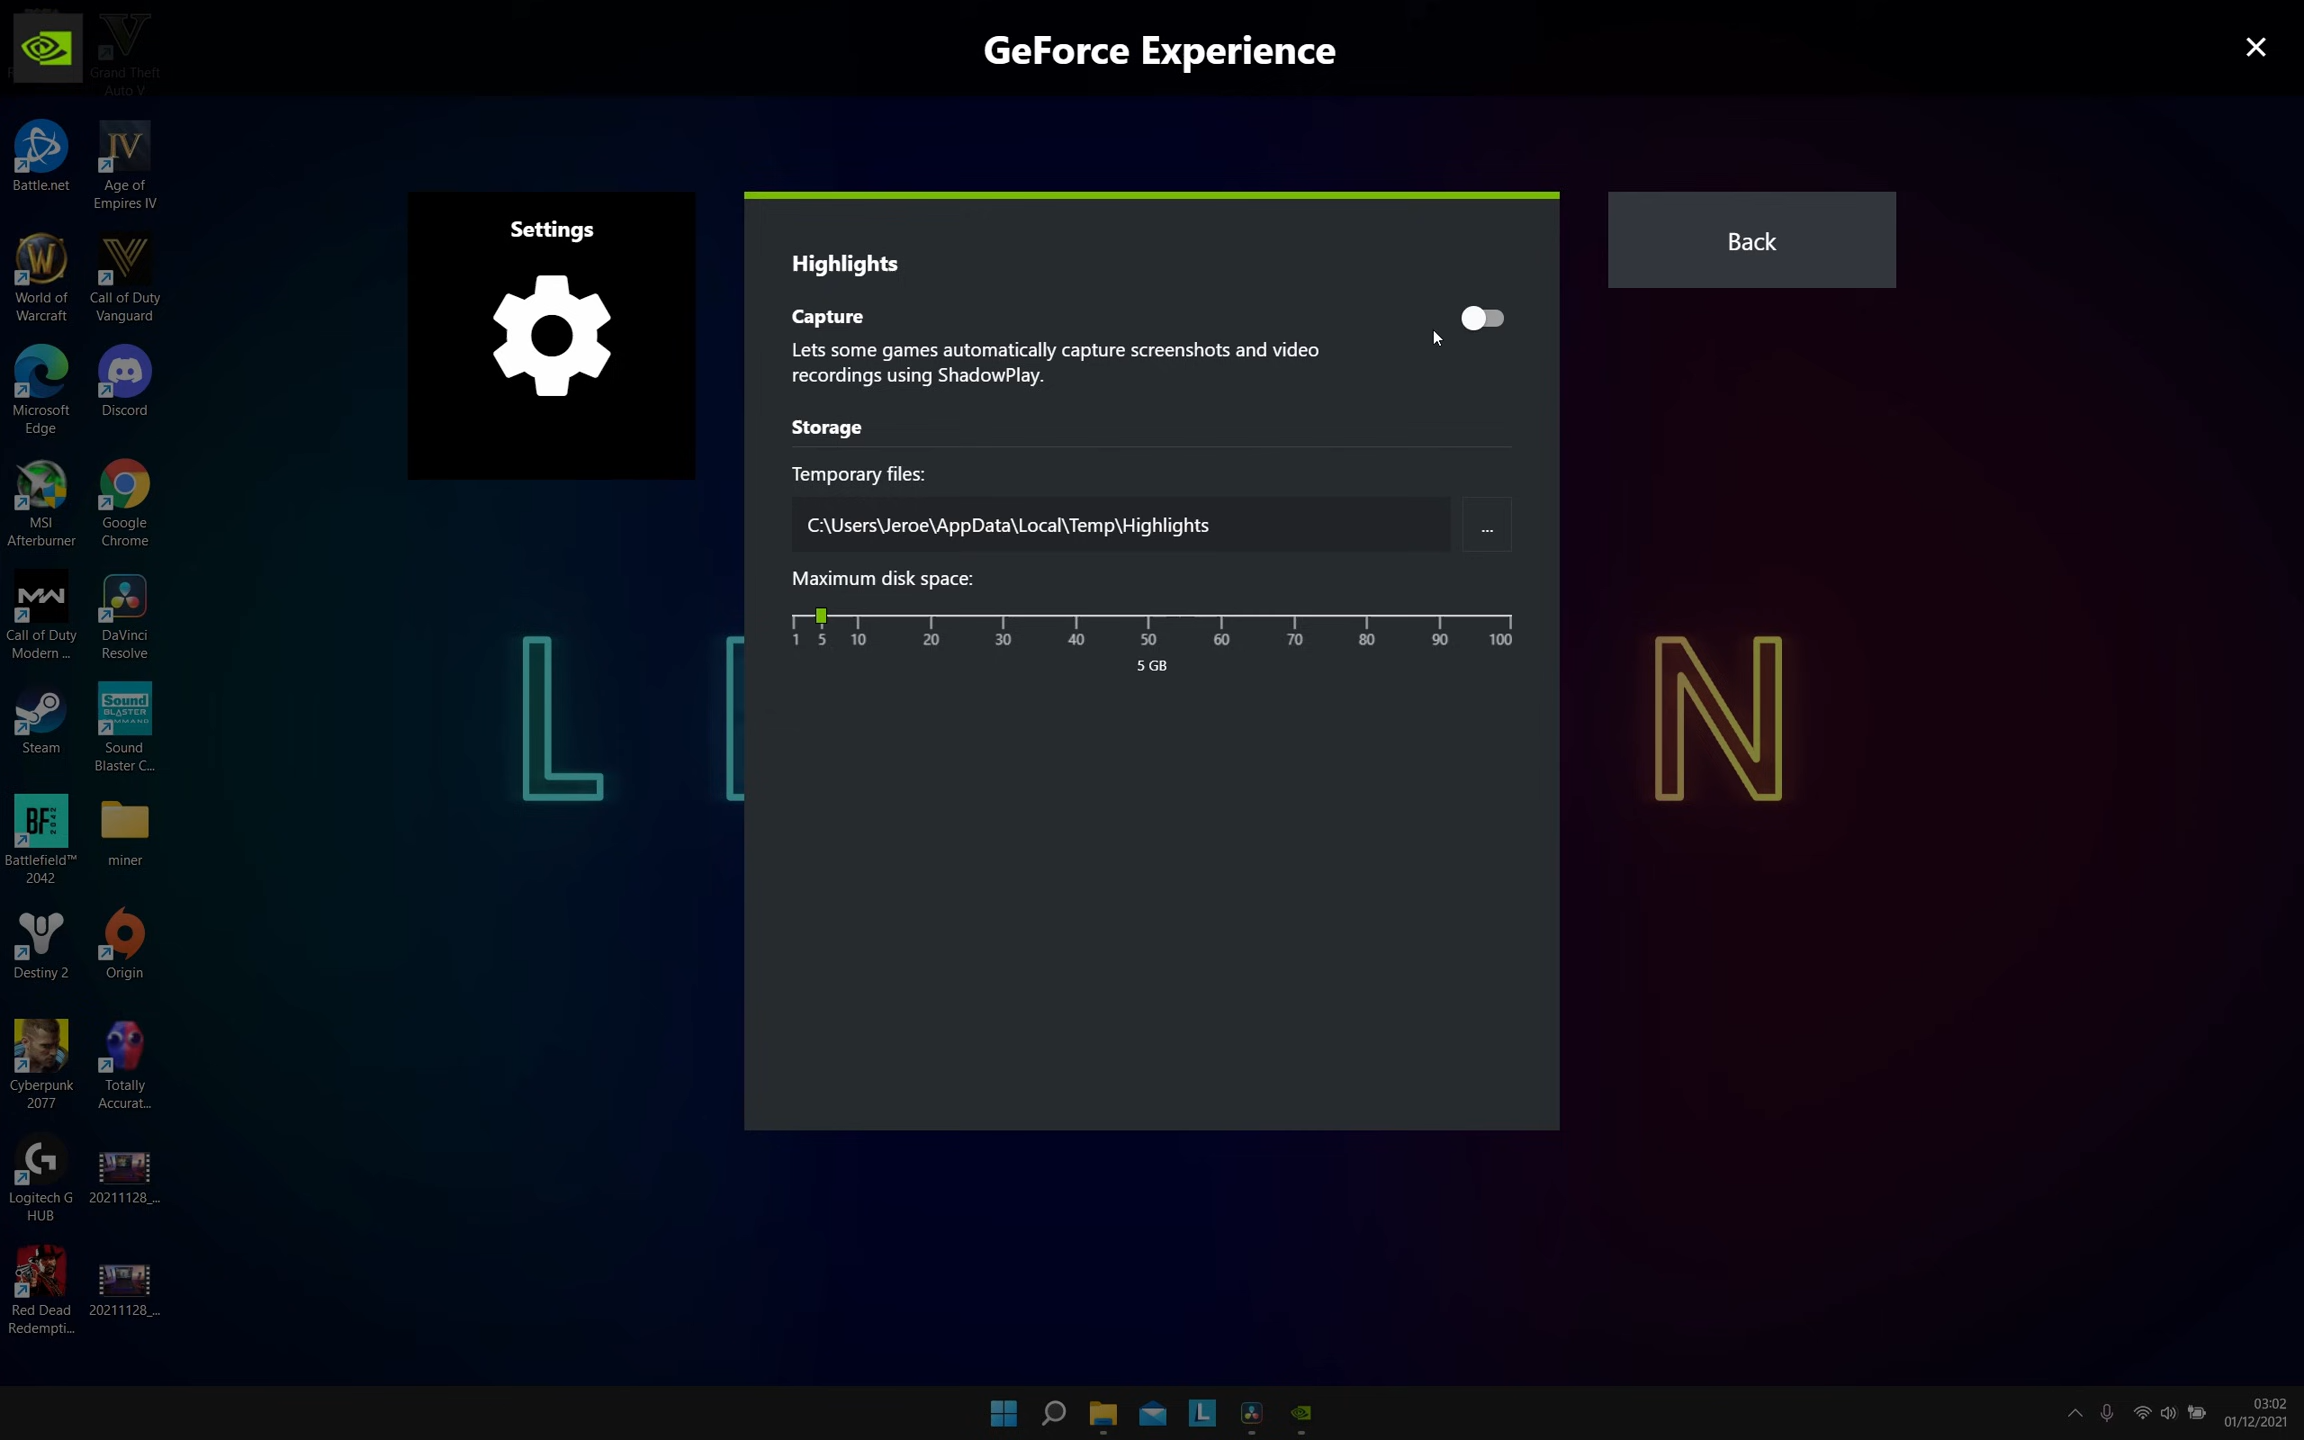 GeForce Experience
Grand Theft
Auto V
Battle.net
Age of
Empires IV
World of
Warcraft
Call of Duty
Vanguard
Microsoft
Edge
Discord
MSI
Afterburner
Google
Chrome
Call of Duty
Modern ...
DaVinci
Resolve
Steam
Sound
Blaster C...
Battlefield™
2042
miner
Destiny 2
Origin
Cyberpunk
2077
Totally
Accurat...
Logitech G
HUB
20211128_...
Red Dead
Redempti...
20211128_...
Settings
Highlights
Capture
Lets some games automatically capture screenshots and video
recordings using ShadowPlay.
Storage
Temporary files:
C:\Users\Jeroe\AppData\Local\Temp\Highlights
...
Maximum disk space:
1 5 10 20 30 40 50 60 70 80 90 100
5 GB
Back
L N
03:02
01/12/2021